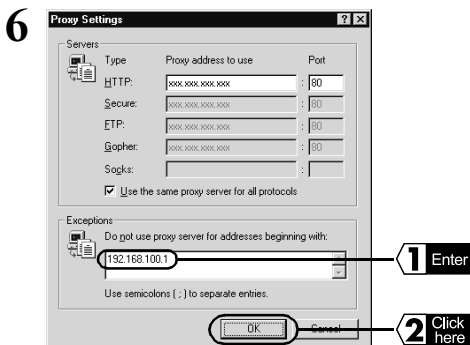 6
Proxy Settings
Servers
Type Proxy address to use Port
HTTP: xxx.xxx.xxx.xxx : 80
Secure: xxx.xxx.xxx.xxx : 80
FTP: xxx.xxx.xxx.xxx : 80
Gopher: xxx.xxx.xxx.xxx : 80
Socks: :
Use the same proxy server for all protocols
Exceptions
Do not use proxy server for addresses beginning with:
192.168.100.1
1 Enter
Use semicolons ( ; ) to separate entries.
OK Cancel
2 Click here